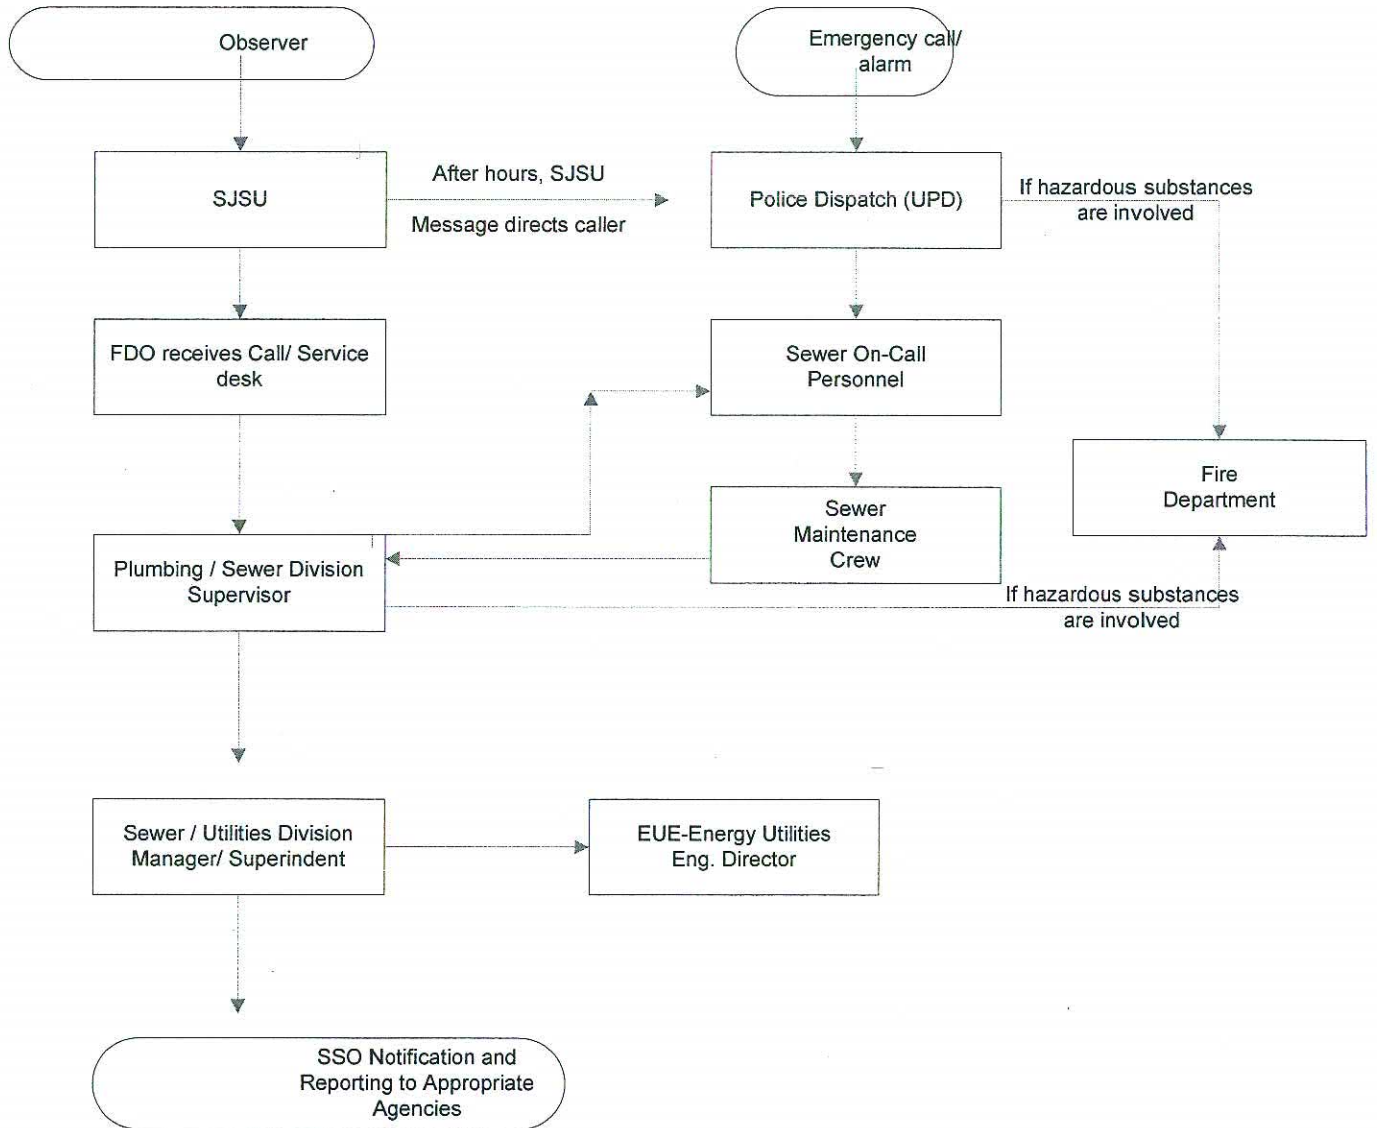 Observer
Emergency call/
alarm
SJSU
After hours, SJSU
Message directs caller
Police Dispatch (UPD)
If hazardous substances
are involved
FDO receives Call/ Service
desk
Sewer On-Call
Personnel
Fire
Department
Sewer
Maintenance
Crew
Plumbing / Sewer Division
Supervisor
If hazardous substances
are involved
Sewer / Utilities Division
Manager/ Superindent
EUE-Energy Utilities
Eng. Director
SSO Notification and
Reporting to Appropriate
Agencies